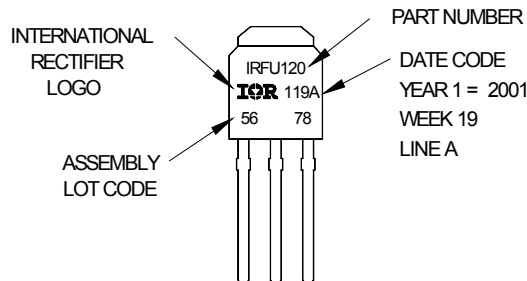 INTERNATIONAL
RECTIFIER
LOGO
PART NUMBER
IRFU120
IOR 119A
56 78
DATE CODE
YEAR 1 = 2001
WEEK 19
LINE A
ASSEMBLY
LOT CODE